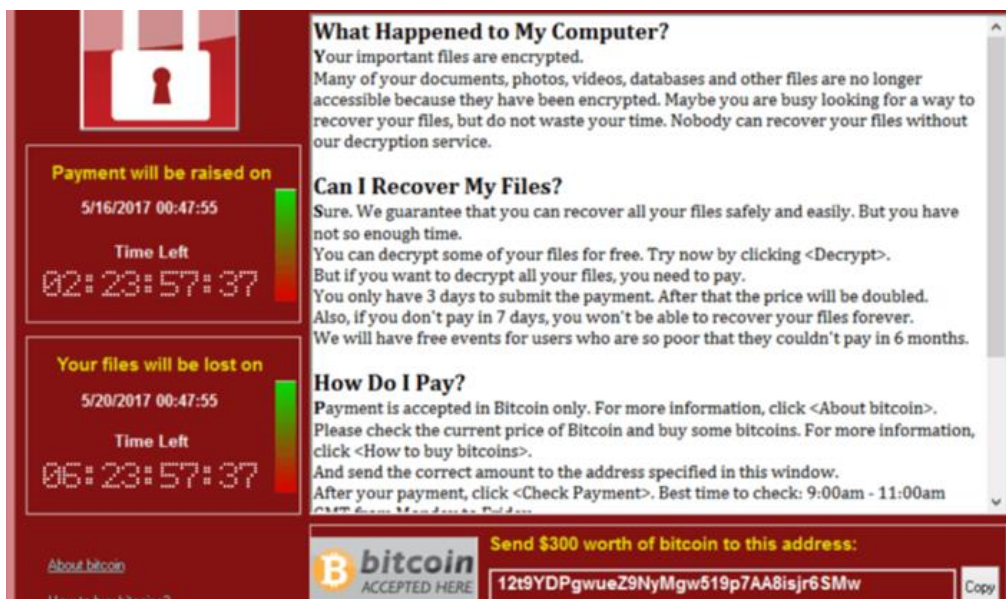 What Happened to My Computer?
Your important files are encrypted.
Many of your documents, photos, videos, databases and other files are no longer
accessible because they have been encrypted. Maybe you are busy looking for a way to
recover your files, but do not waste your time. Nobody can recover your files without
our decryption service.
Can I Recover My Files?
Sure. We guarantee that you can recover all your files safely and easily. But you have
not so enough time.
You can decrypt some of your files for free. Try now by clicking <Decrypt>.
But if you want to decrypt all your files, you need to pay.
You only have 3 days to submit the payment. After that the price will be doubled.
Also, if you don't pay in 7 days, you won't be able to recover your files forever.
We will have free events for users who are so poor that they couldn't pay in 6 months.
How Do I Pay?
Payment is accepted in Bitcoin only. For more information, click <About bitcoin>.
Please check the current price of Bitcoin and buy some bitcoins. For more information,
click <How to buy bitcoins>.
And send the correct amount to the address specified in this window.
After your payment, click <Check Payment>. Best time to check: 9:00am - 11:00am
GMT from Monday to Friday
Payment will be raised on
5/16/2017 00:47:55
Time Left
02:23:57:37
Your files will be lost on
5/20/2017 00:47:55
Time Left
06:23:57:37
About bitcoin
How to buy bitcoins?
bitcoin
ACCEPTED HERE
Send $300 worth of bitcoin to this address:
12t9YDPgwueZ9NyMgw519p7AA8isjr6SMw
Copy